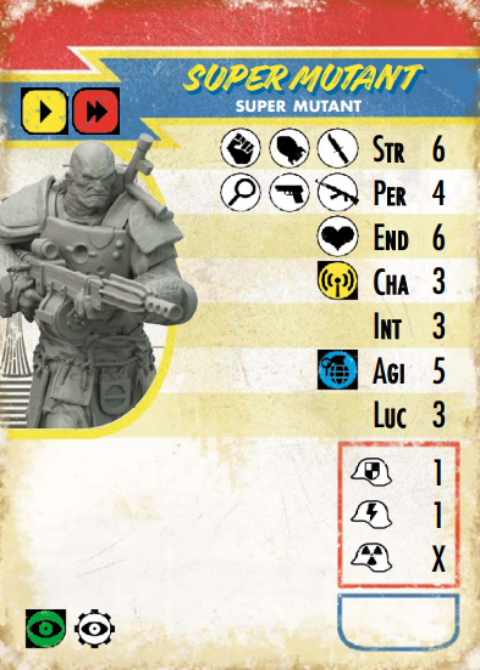 SUPER MUTANT
SUPER MUTANT
STR 6
PER 4
END 6
CHA 3
INT 3
AGI 5
LUC 3
1
1
X